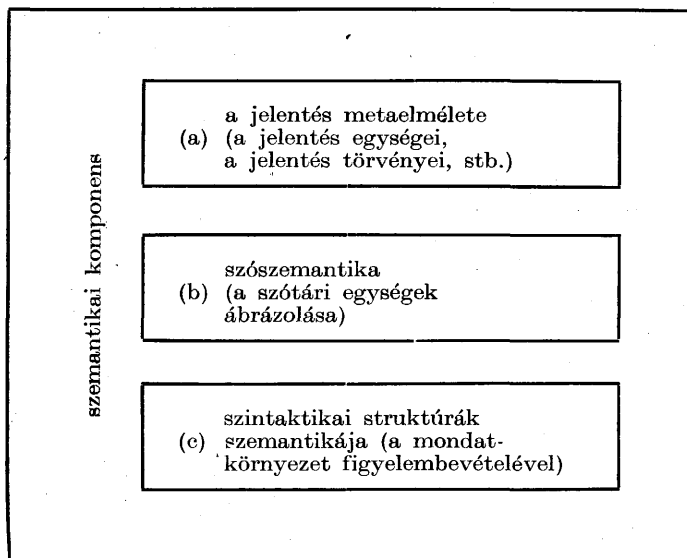 szemantikai komponens
a jelentés metaelmélete
(a) (a jelentés egységei,
a jelentés törvényei, stb.)
szószemantika
(b) (a szótári egységek
ábrázolása)
szintaktikai struktúrák
(c) szemantikája (a mondat-
környezet figyelembevételével)